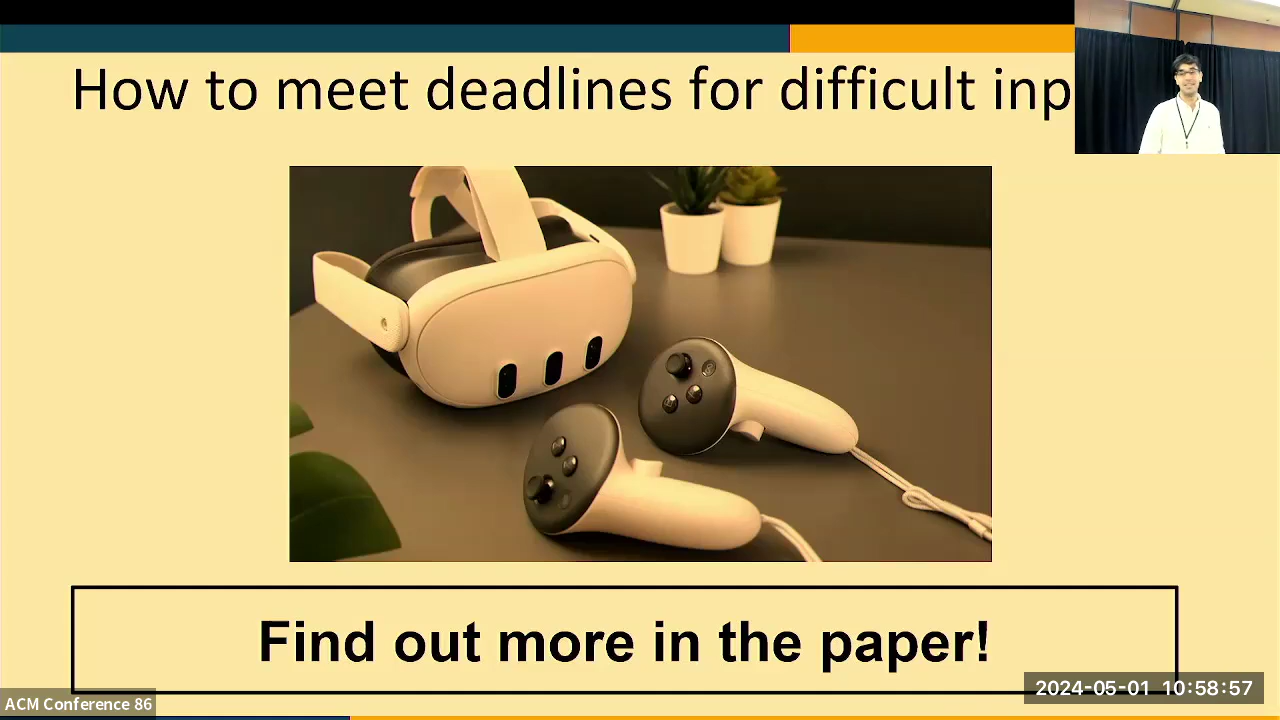 How to meet deadlines for difficult inp
Find out more in the paper!
2024-05-01 10:58:57
ACM Conference 86